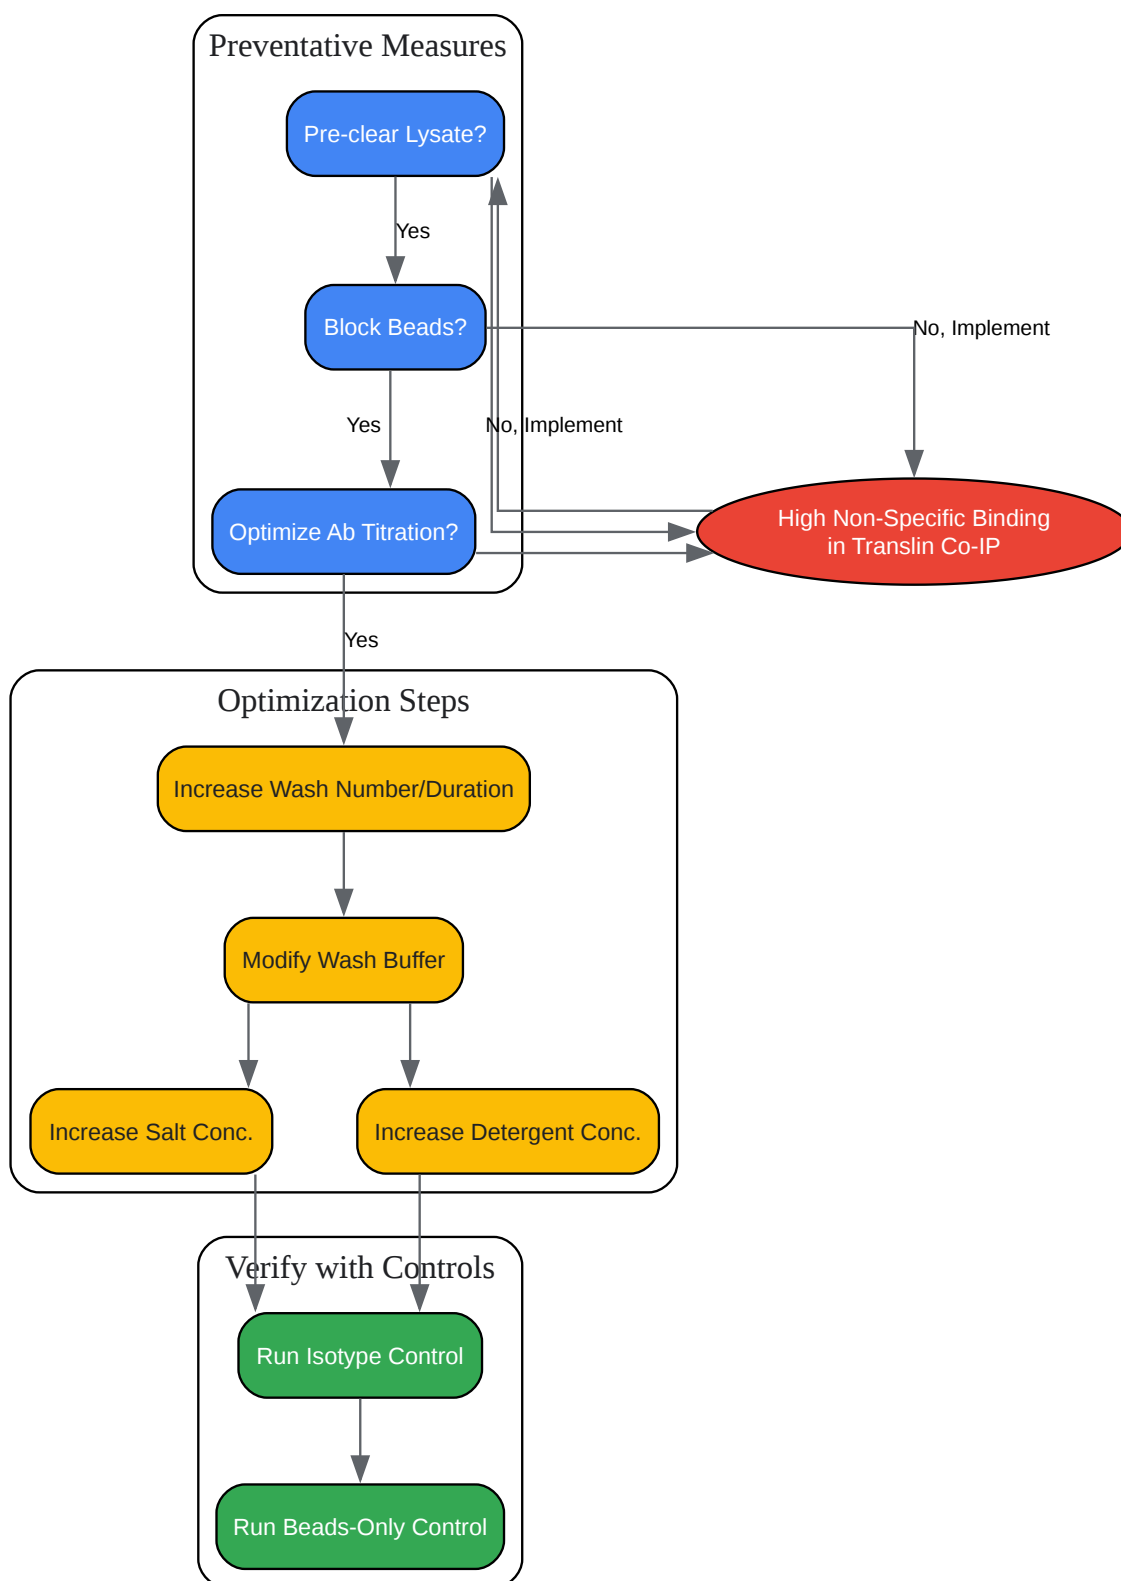 Preventative Measures
Pre-clear Lysate?
Yes
Block Beads?
No, Implement
Yes
No, Implement
Optimize Ab Titration?
High Non-Specific Binding
in Translin Co-IP
Yes
Optimization Steps
Increase Wash Number/Duration
Modify Wash Buffer
Increase Salt Conc.
Increase Detergent Conc.
Verify with Controls
Run Isotype Control
Run Beads-Only Control